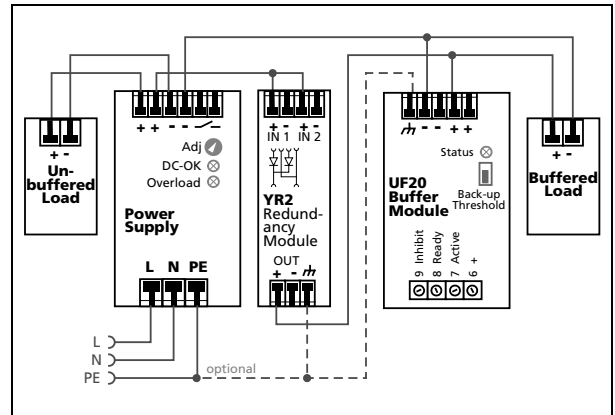 + -
Un-
buffered
Load
+ + - -
Adj
DC-OK
Overload
Power
Supply
L N PE
+ - + -
IN 1 IN 2
YR2
Redund-
ancy
Module
OUT
+ -
- - + +
Status
Back-up
Threshold
UF20
Buffer
Module
9 Inhibit
8 Ready
7 Active
6 +
+ -
Buffered
Load
L
N
PE
optional